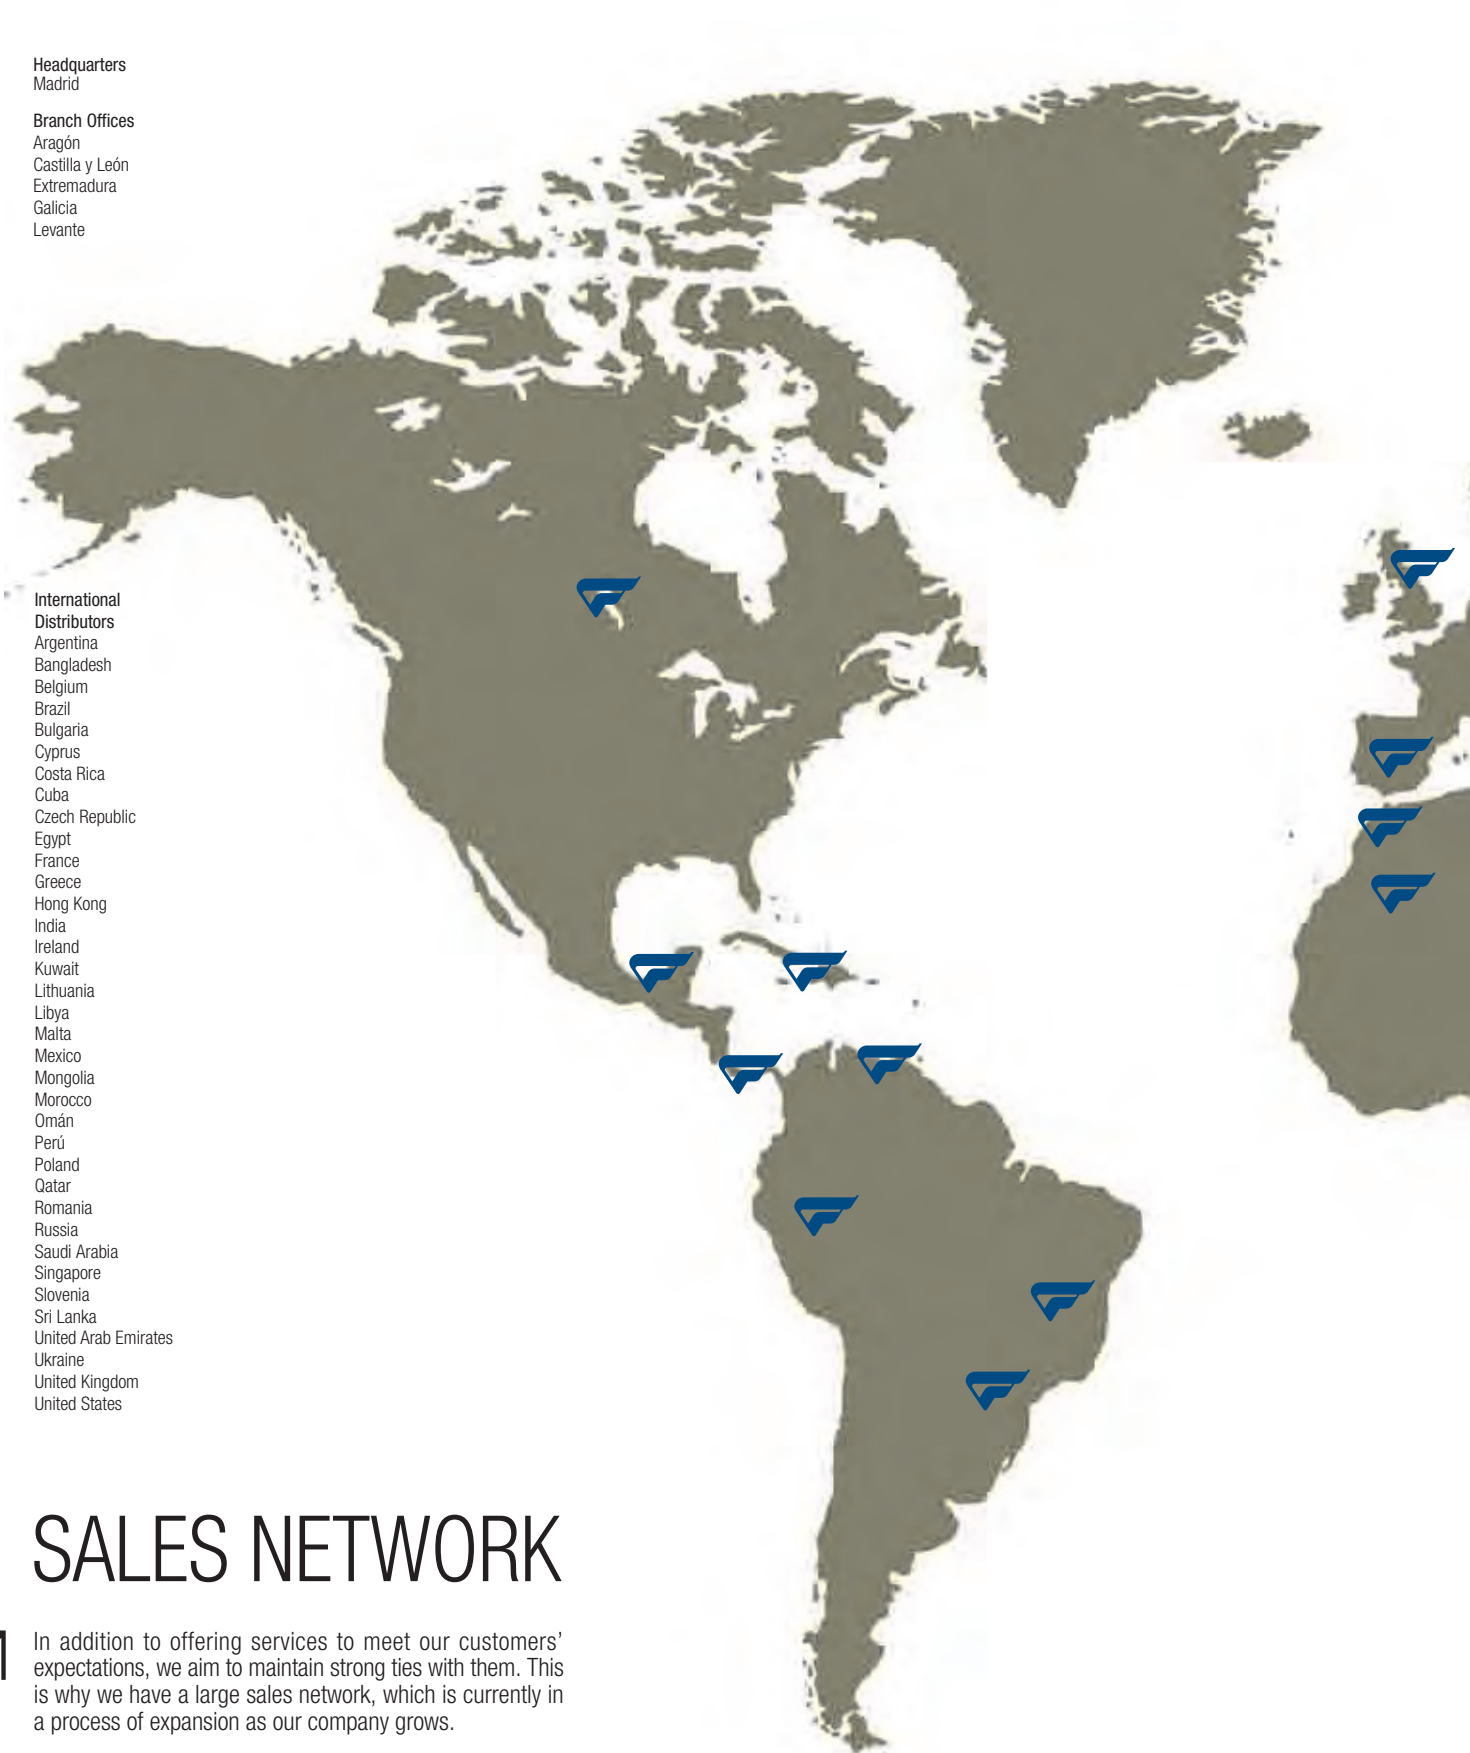 Headquarters
Madrid
Branch Offices
Aragón
Castilla y León
Extremadura
Galicia
Levante
International
Distributors
Argentina
Bangladesh
Belgium
Brazil
Bulgaria
Cyprus
Costa Rica
Cuba
Czech Republic
Egypt
France
Greece
Hong Kong
India
Ireland
Kuwait
Lithuania
Libya
Malta
Mexico
Mongolia
Morocco
Omán
Perú
Poland
Qatar
Romania
Russia
Saudi Arabia
Singapore
Slovenia
Sri Lanka
United Arab Emirates
Ukraine
United Kingdom
United States
SALES NETWORK
In addition to offering services to meet our customers’
expectations, we aim to maintain strong ties with them. This
is why we have a large sales network, which is currently in
a process of expansion as our company grows.